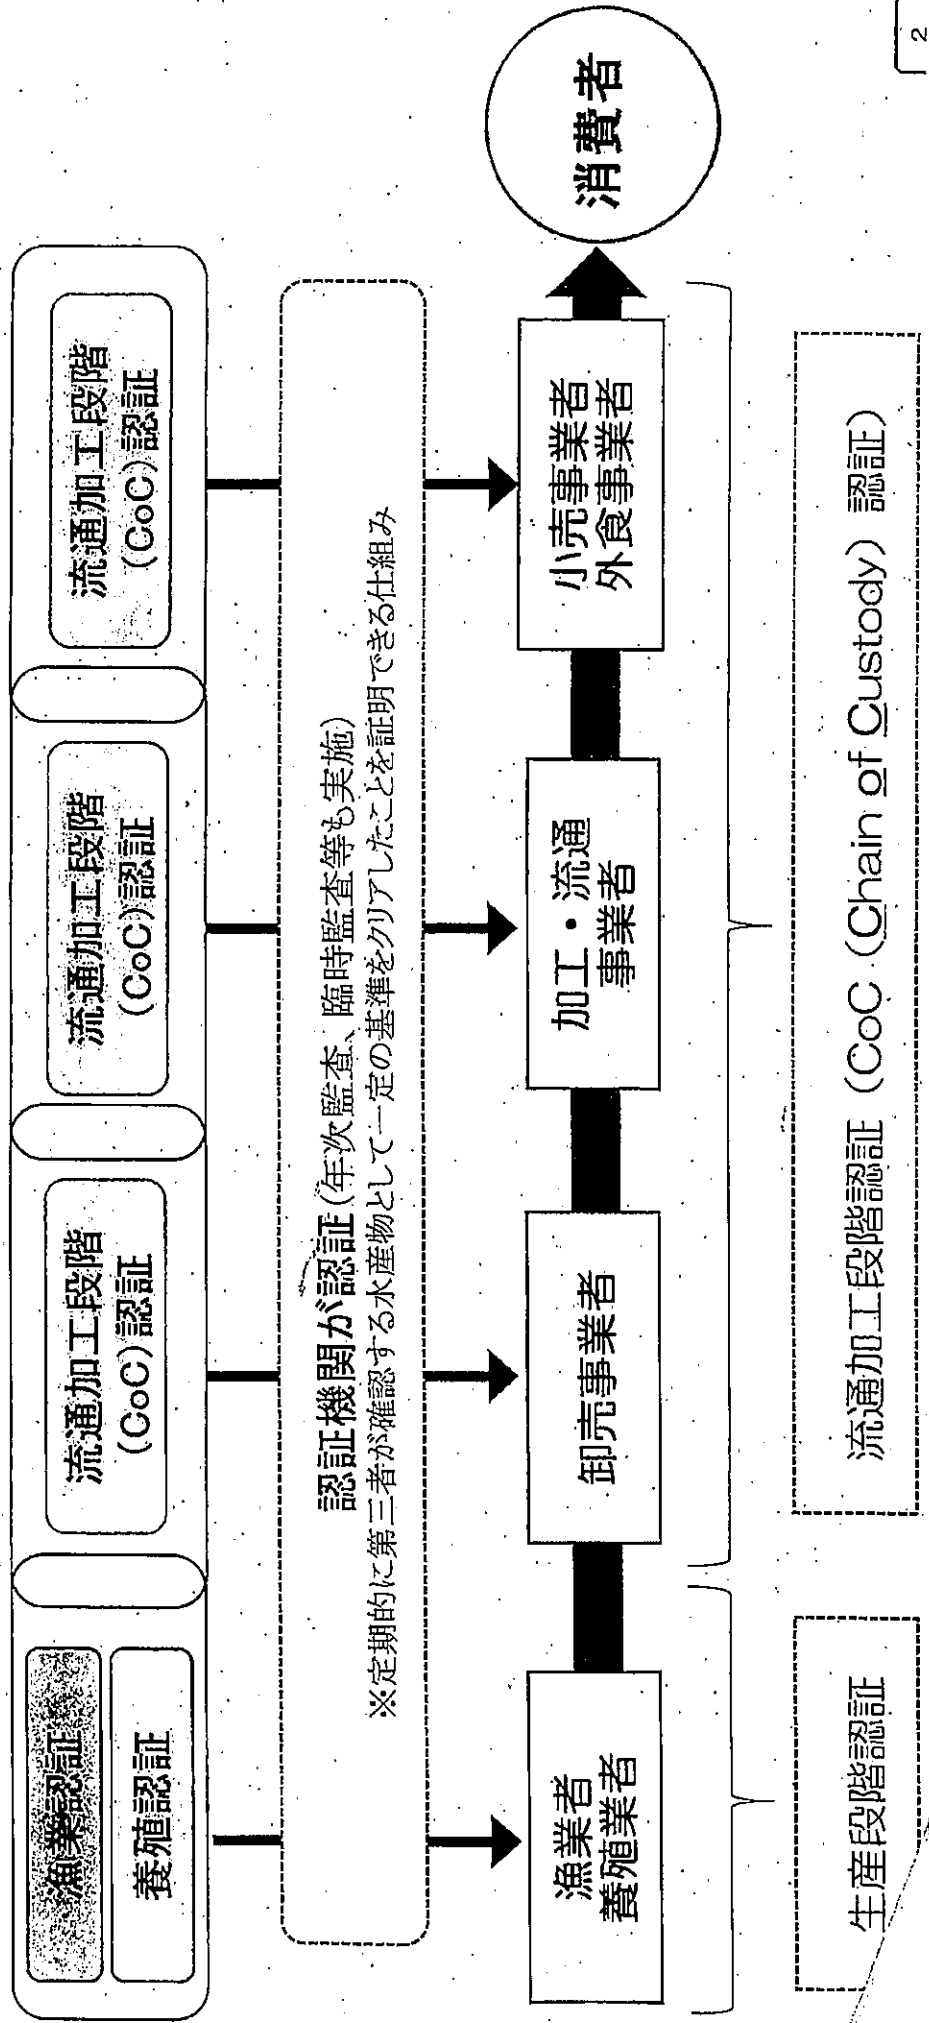 漁業認証
養殖認証
流通加工段階
(CoC)認証
流通加工段階
(CoC)認証
流通加工段階
(CoC)認証
認証機関が認証(年次監査、臨時監査等も実施)
※定期的に第三者が確認する水産物として一定の基準をクリアしたことを証明できる仕組み
漁業者
養殖業者
卸売事業者
加工・流通
事業者
小売事業者
外食事業者
消費者
生産段階認証
流通加工段階認証(CoC(Chain of Custody)認証)
2